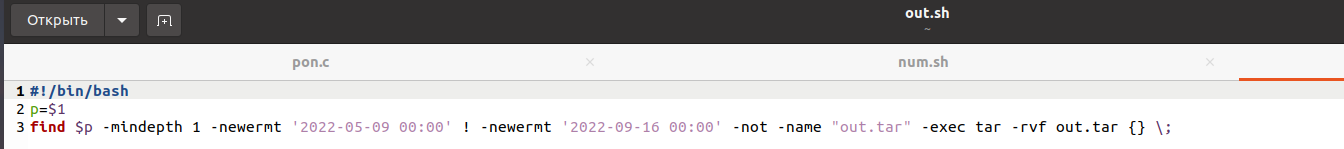 Открыть
out.sh
~
pon.c
num.sh
1 #!/bin/bash
2 p=$1
3 find $p -mindepth 1 -newermt '2022-05-09 00:00' ! -newermt '2022-09-16 00:00' -not -name "out.tar" -exec tar -rvf out.tar {} \;